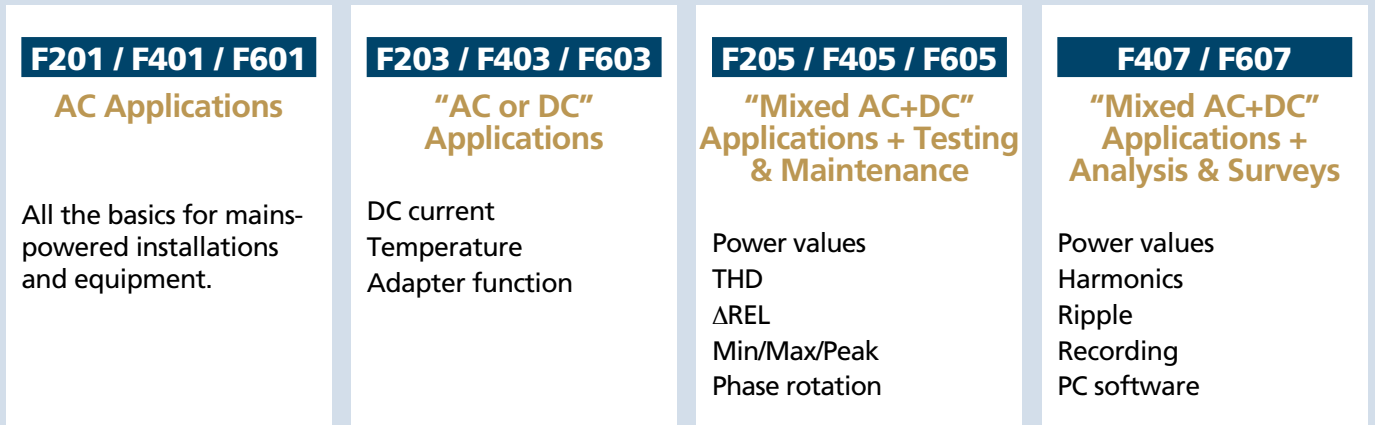 F201 / F401 / F601
AC Applications
All the basics for mains-
powered installations
and equipment.
F203 / F403 / F603
“AC or DC”
Applications
DC current
Temperature
Adapter function
F205 / F405 / F605
“Mixed AC+DC”
Applications + Testing
& Maintenance
Power values
THD
ΔREL
Min/Max/Peak
Phase rotation
F407 / F607
“Mixed AC+DC”
Applications +
Analysis & Surveys
Power values
Harmonics
Ripple
Recording
PC software